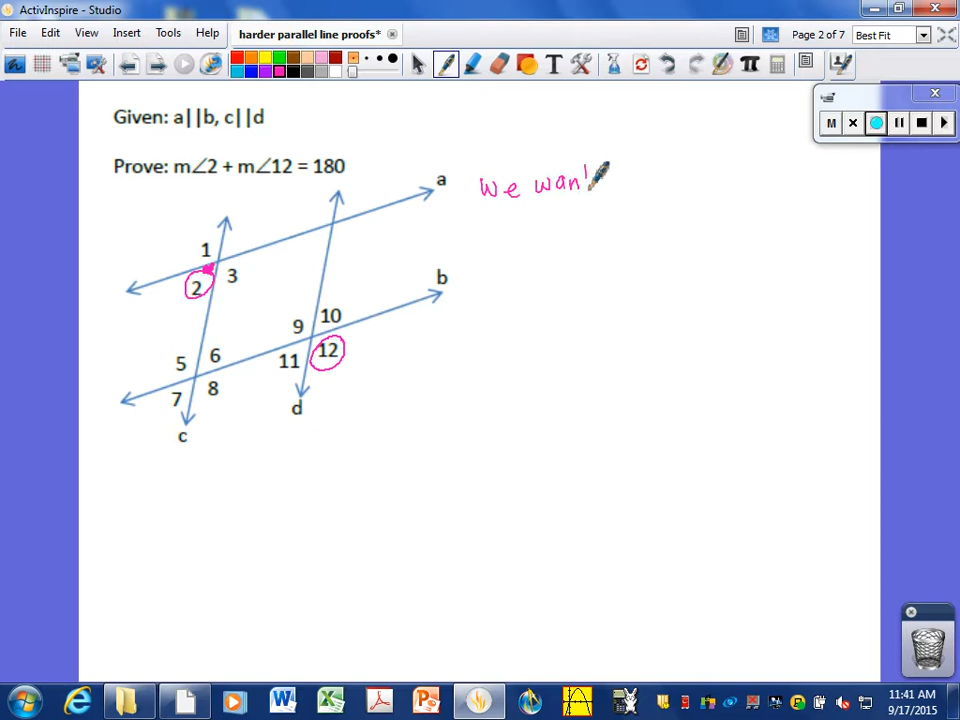 ActivInspire - Studio
File Edit View Insert Tools Help
harder parallel line proofs*
Page 2 of 7
Best Fit
Given: a||b, c||d
Prove: m∠2 + m∠12 = 180
we want
a
1
2
3
b
9
10
5
6
11
12
7
8
d
c
M
11:41 AM
9/17/2015